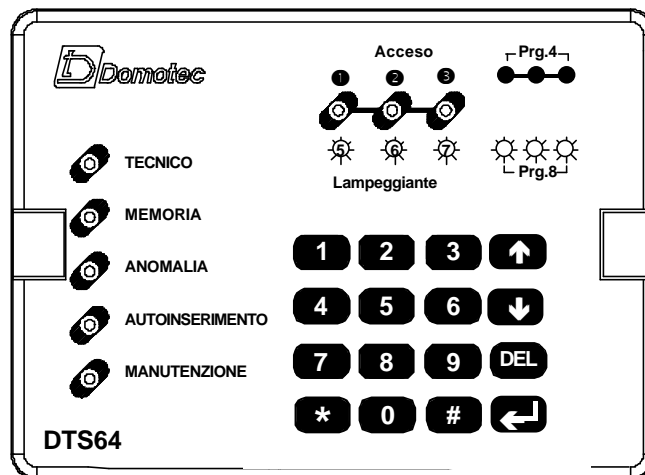 Domotec
Acceso
Prg.4
1 2 3
5 6 7
Lampeggiante
Prg.8
TECNICO
MEMORIA
ANOMALIA
AUTOINSERIMENTO
MANUTENZIONE
1 2 3 ↑
4 5 6 ↓
7 8 9 DEL
* 0 #
DTS64